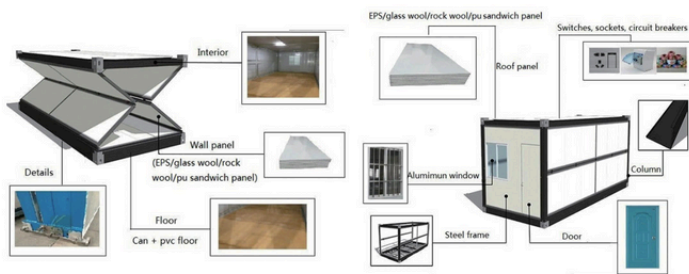 Interior
Wall panel
(EPS/glass wool/rock
wool/pu sandwich panel)
Details
Floor
Can + pvc floor
EPS/glass wool/rock wool/pu sandwich panel
Roof panel
Switches, sockets, circuit breakers
Alumimun window
Column
Steel frame
Door